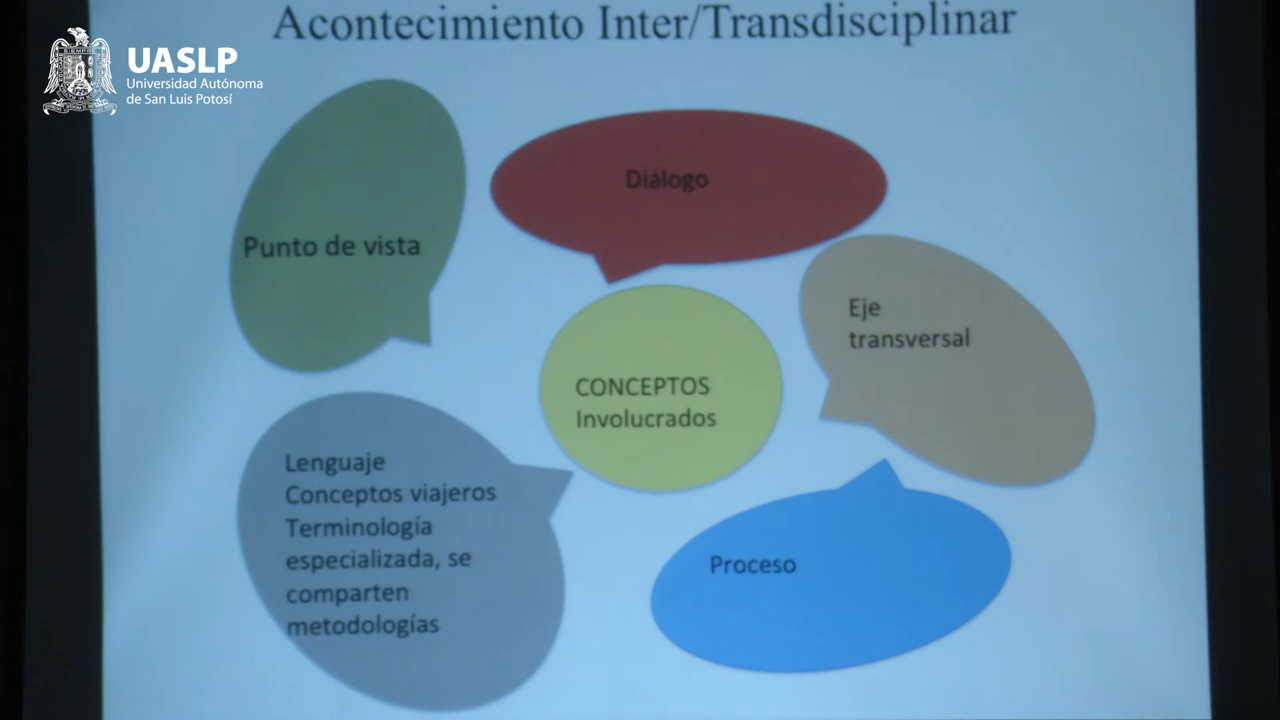 Acontecimiento Inter/Transdisciplinar
UASLP
Universidad Autónoma
de San Luis Potosí
Diálogo
Punto de vista
Eje
transversal
CONCEPTOS
Involucrados
Lenguaje
Conceptos viajeros
Terminología
especializada, se
comparten
metodologías
Proceso